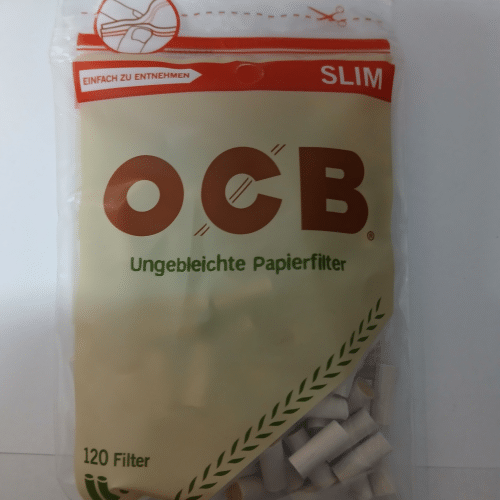 EINFACH ZU ENTNEHMEN
SLIM
OCB®
Ungebleichte Papierfilter
120 Filter